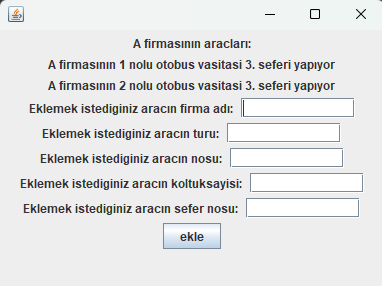 A firmasının aracları:
A firmasının 1 nolu otobus vasitasi 3. seferi yapıyor
A firmasının 2 nolu otobus vasitasi 3. seferi yapıyor
Eklemek istediginiz aracın firma adı:
Eklemek istediginiz aracın turu:
Eklemek istediginiz aracın nosu:
Eklemek istediginiz aracın koltuksayisi:
Eklemek istediginiz aracın sefer nosu:
ekle